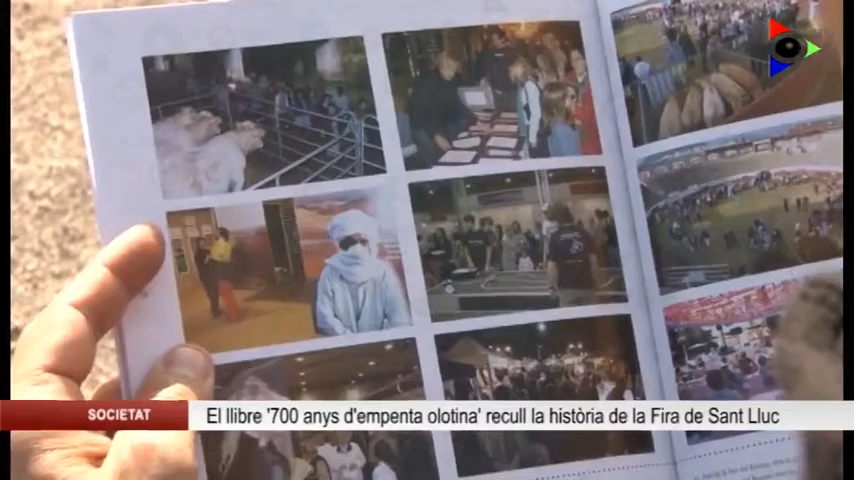 SOCIETAT
El llibre '700 anys d'empenta olotina' recull la història de la Fira de Sant Lluc